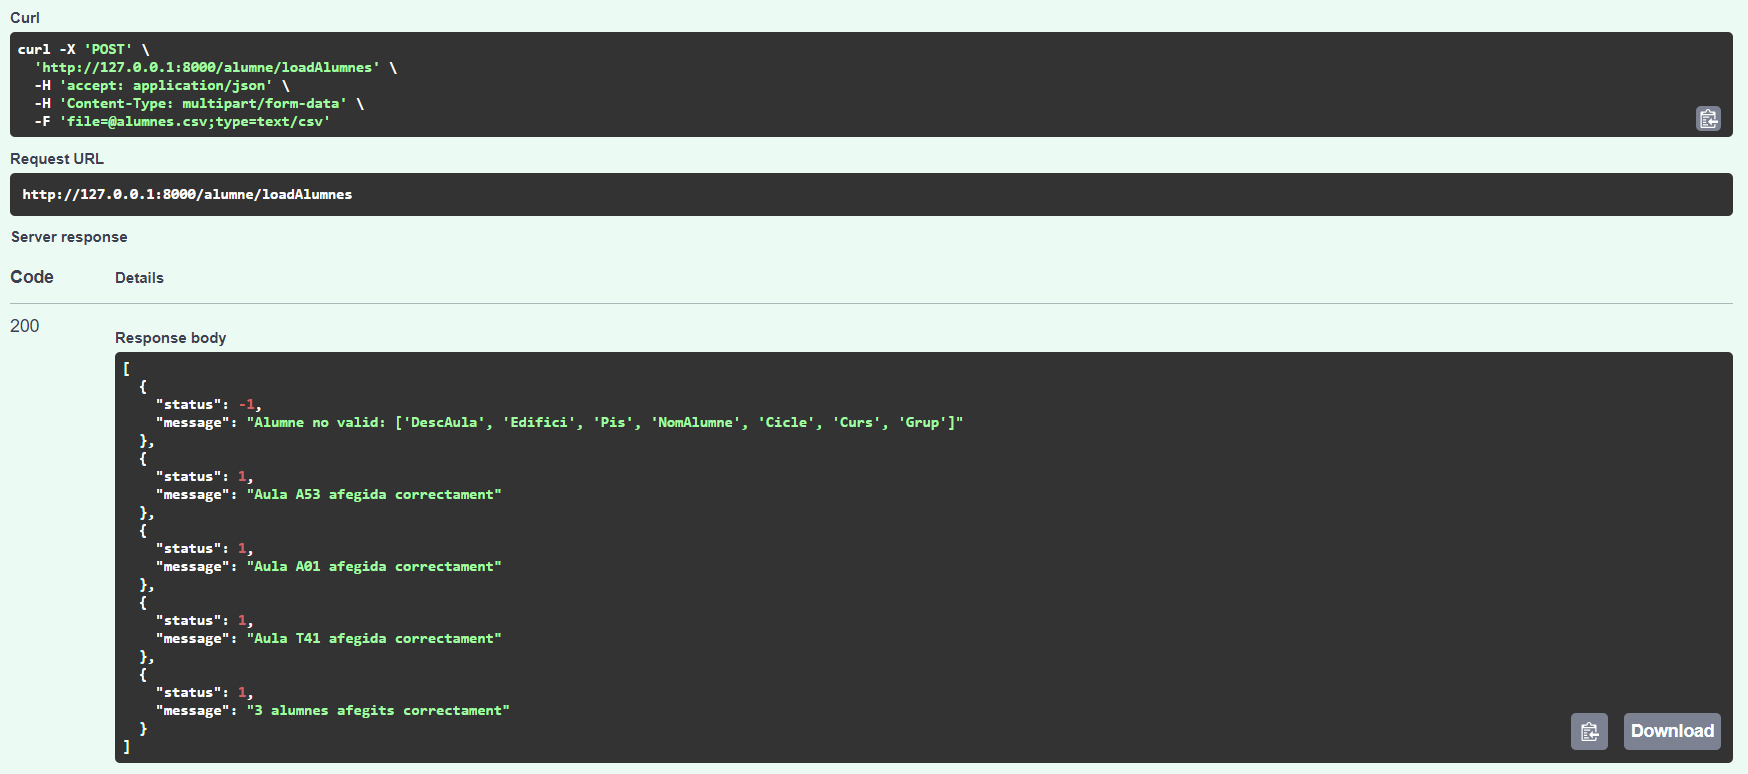 Curl
curl -X 'POST' \
  'http://127.0.0.1:8000/alumne/loadAlumnes' \
  -H 'accept: application/json' \
  -H 'Content-Type: multipart/form-data' \
  -F 'file=@alumnes.csv;type=text/csv'
Request URL
http://127.0.0.1:8000/alumne/loadAlumnes
Server response
Code Details
200
Response body
[
  {
    "status": -1,
    "message": "Alumne no valid: ['DescAula', 'Edifici', 'Pis', 'NomAlumne', 'Cicle', 'Curs', 'Grup']"
  },
  {
    "status": 1,
    "message": "Aula A53 afegida correctament"
  },
  {
    "status": 1,
    "message": "Aula A01 afegida correctament"
  },
  {
    "status": 1,
    "message": "Aula T41 afegida correctament"
  },
  {
    "status": 1,
    "message": "3 alumnes afegits correctament"
  }
]
Download